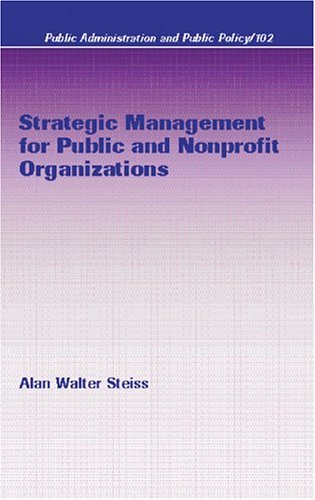 Public Administration and Public Policy/102
Strategic Management
for Public and Nonprofit
Organizations
Alan Walter Steiss